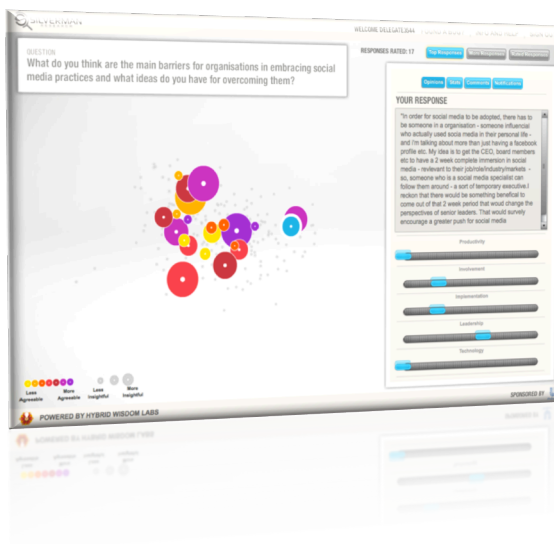 SILVERMAN
RESEARCH
WELCOME DELEGATE
QUESTION
What do you think are the main barriers for organisations in embracing social
media practices and what ideas do you have for overcoming them?
RESPONSES RATED: 17
Top Responses
Opinions
Stats
Comments
Notifications
YOUR RESPONSE
"In order for social media to be adopted, there has to
be someone in a organisation - someone influencial
who actually used socia media in their personal life -
and i'm talking about more than just having a facebook
profile etc. My idea is to get the CEO, board members
etc to have a 2 week complete immersion in social
media - revlevent to their job/role/industry/markets -
so, someone who is a social media specialist can
follow them around - a sort of temporary executive.I
reckon that there would be something benefical to
come out of that 2 week period that woud change the
perspectives of senior leaders. That would survely
encourage a greater push for social media
Productivity
Involvement
Implementation
Leadership
Technology
Less
Agreeable
More
Agreeable
Less
Insightful
More
Insightful
POWERED BY HYBRID WISDOM LABS
SPONSORED BY